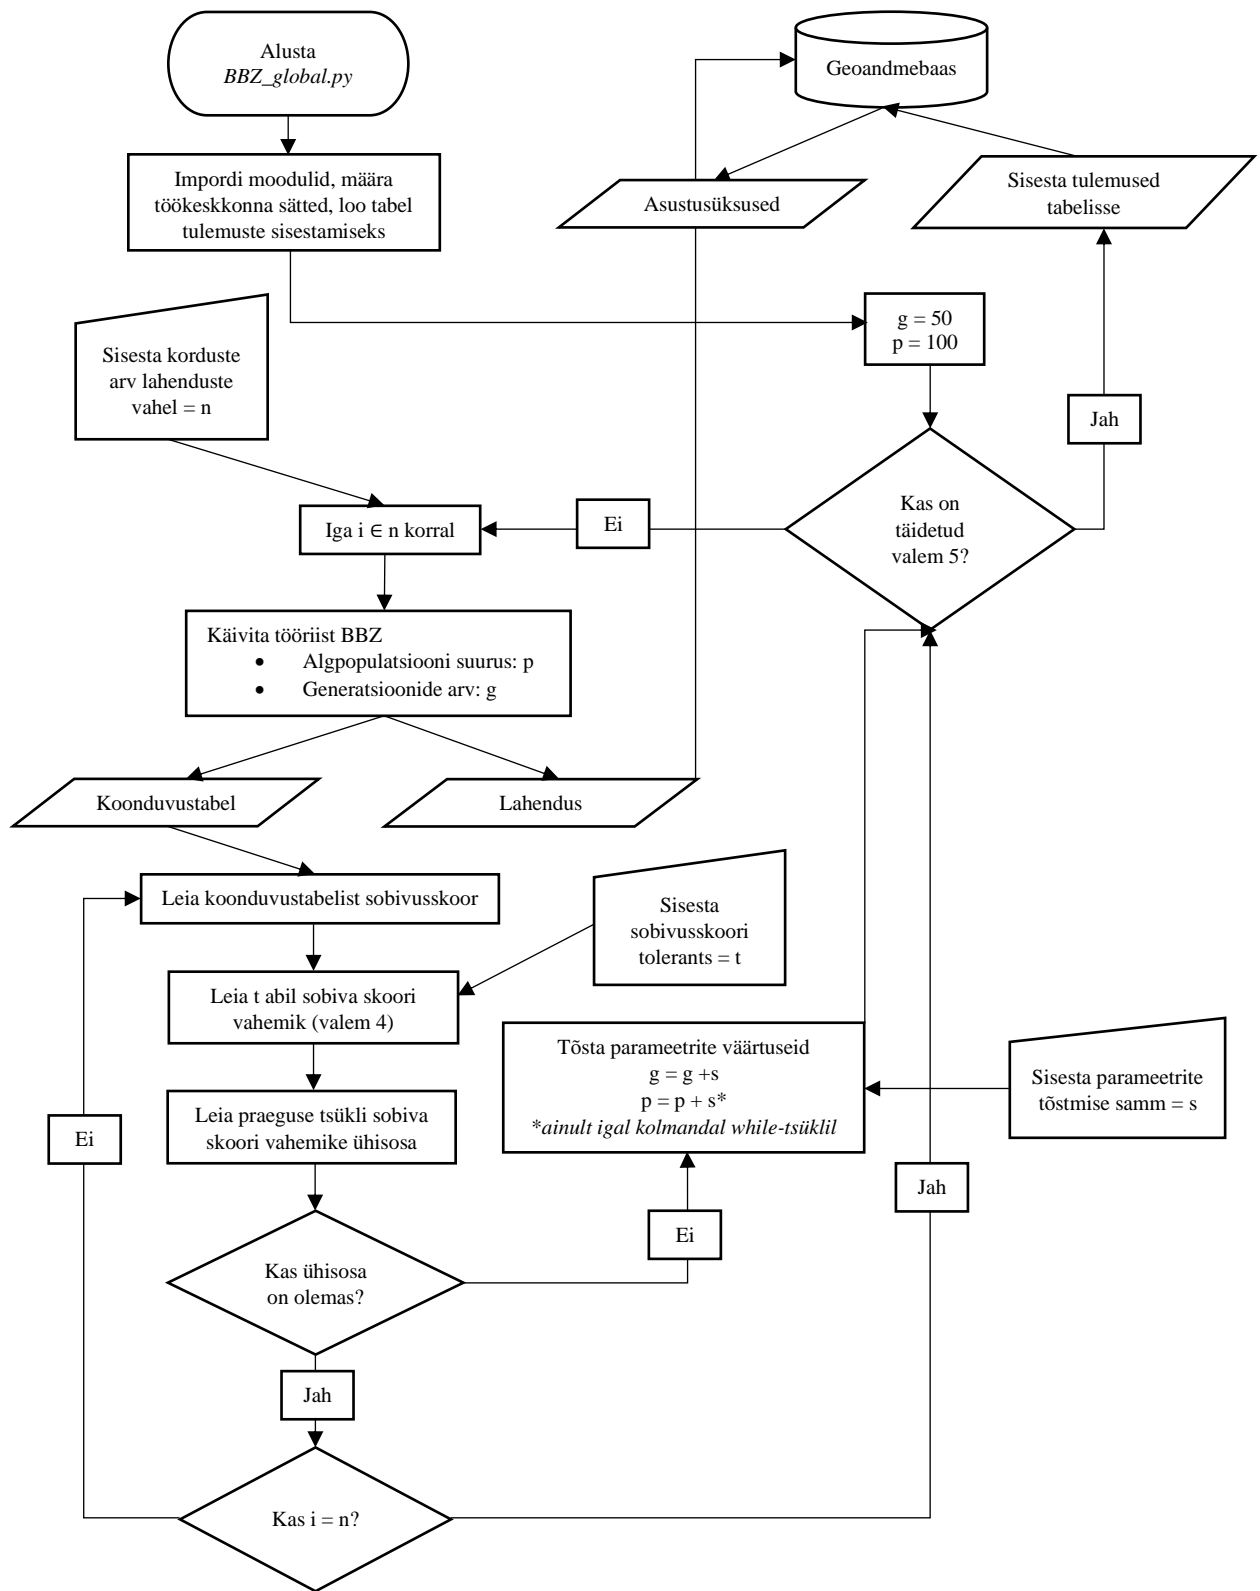 Alusta
BBZ_global.py
Geoandmebaas
Impordi moodulid, määra
töökeskkonna sätted, loo tabel
tulemuste sisestamiseks
Asustusüksused
Sisesta tulemused
tabelisse
Sisesta korduste
arv lahenduste
vahel = n
g = 50
p = 100
Jah
Iga i ∈ n korral
Ei
Kas on
täidetud
valem 5?
Käivita tööriist BBZ
• Algpopulatsiooni suurus: p
• Generatsioonide arv: g
Koonduvustabel
Lahendus
Leia koonduvustabelist sobivusskoor
Sisesta
sobivusskoori
tolerants = t
Leia t abil sobiva skoori
vahemik (valem 4)
Tõsta parameetrite väärtuseid
g = g +s
p = p + s*
*ainult igal kolmandal while-tsüklil
Sisesta parameetrite
tõstmise samm = s
Leia praeguse tsükli sobiva
skoori vahemike ühisosa
Ei
Jah
Ei
Kas ühisosa
on olemas?
Jah
Kas i = n?